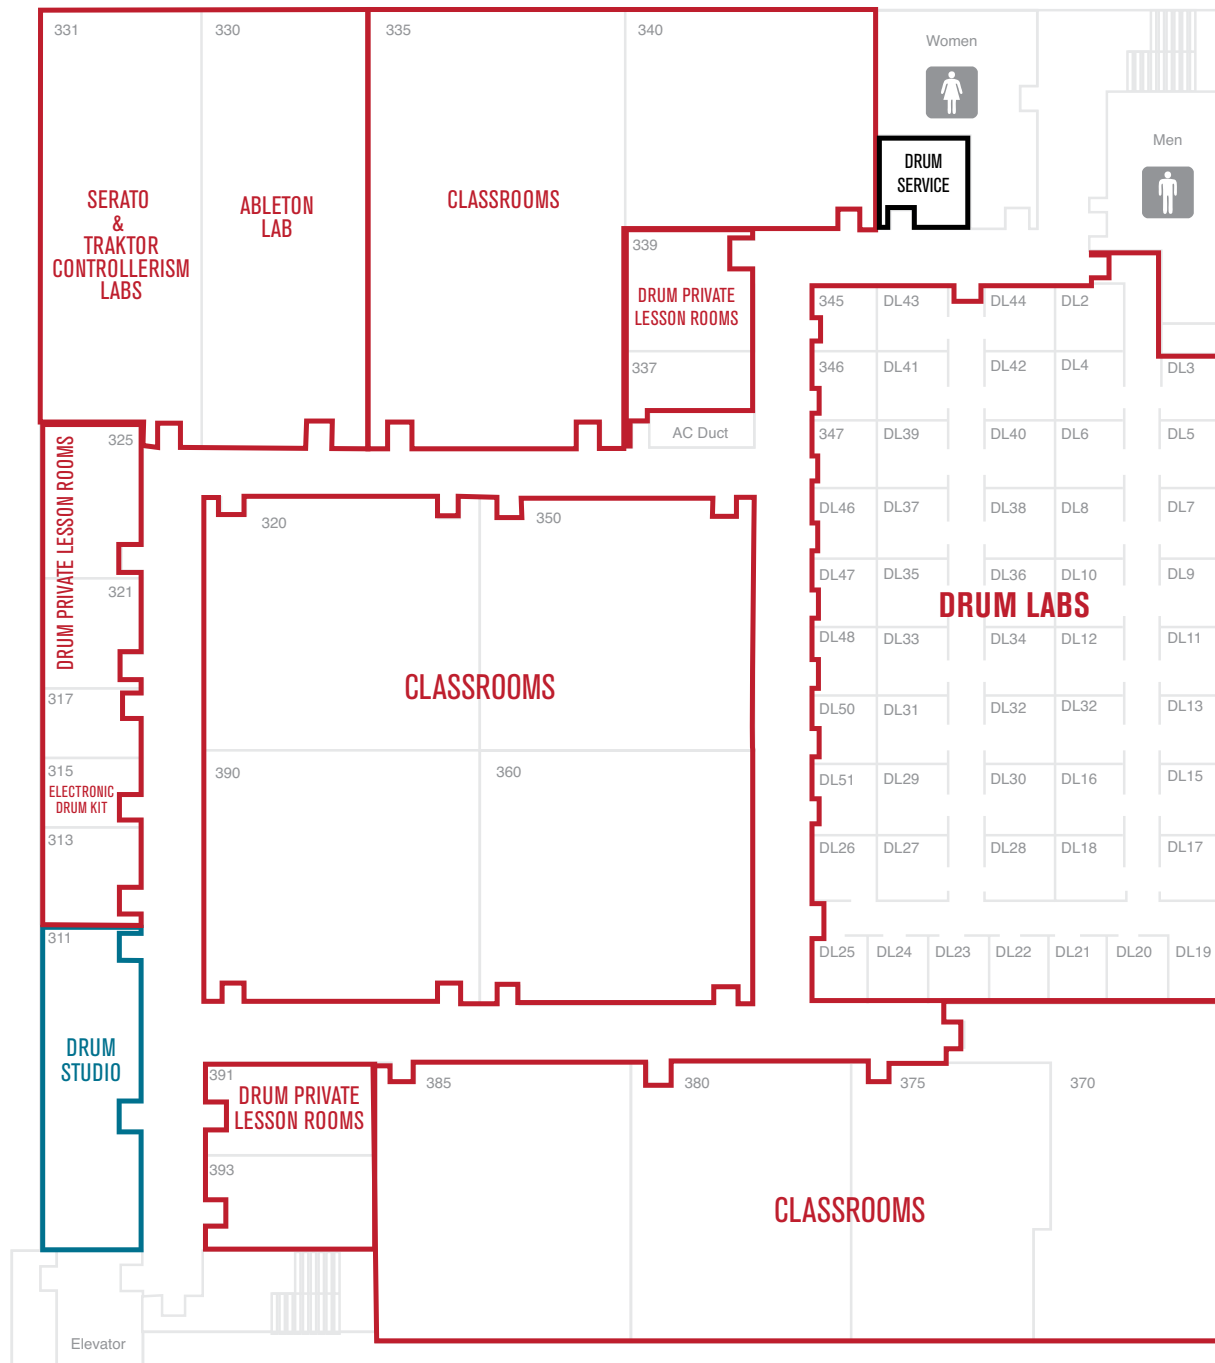 331
330
335
340
Women
Men
DRUM
SERVICE
SERATO
&
TRAKTOR
CONTROLLERISM
LABS
ABLETON
LAB
CLASSROOMS
339
DRUM PRIVATE
LESSON ROOMS
337
AC Duct
345
DL43
DL44
DL2
346
DL41
DL42
DL4
DL3
347
DL39
DL40
DL6
DL5
DL46
DL37
DL38
DL8
DL7
DL47
DL35
DL36
DL10
DL9
DRUM LABS
DL48
DL33
DL34
DL12
DL11
DL50
DL31
DL32
DL32
DL13
DL51
DL29
DL30
DL16
DL15
DL26
DL27
DL28
DL18
DL17
DL25
DL24
DL23
DL22
DL21
DL20
DL19
325
DRUM PRIVATE LESSON ROOMS
321
317
315
ELECTRONIC
DRUM KIT
313
320
350
CLASSROOMS
390
360
311
DRUM
STUDIO
391
DRUM PRIVATE
LESSON ROOMS
393
385
380
375
370
CLASSROOMS
Elevator